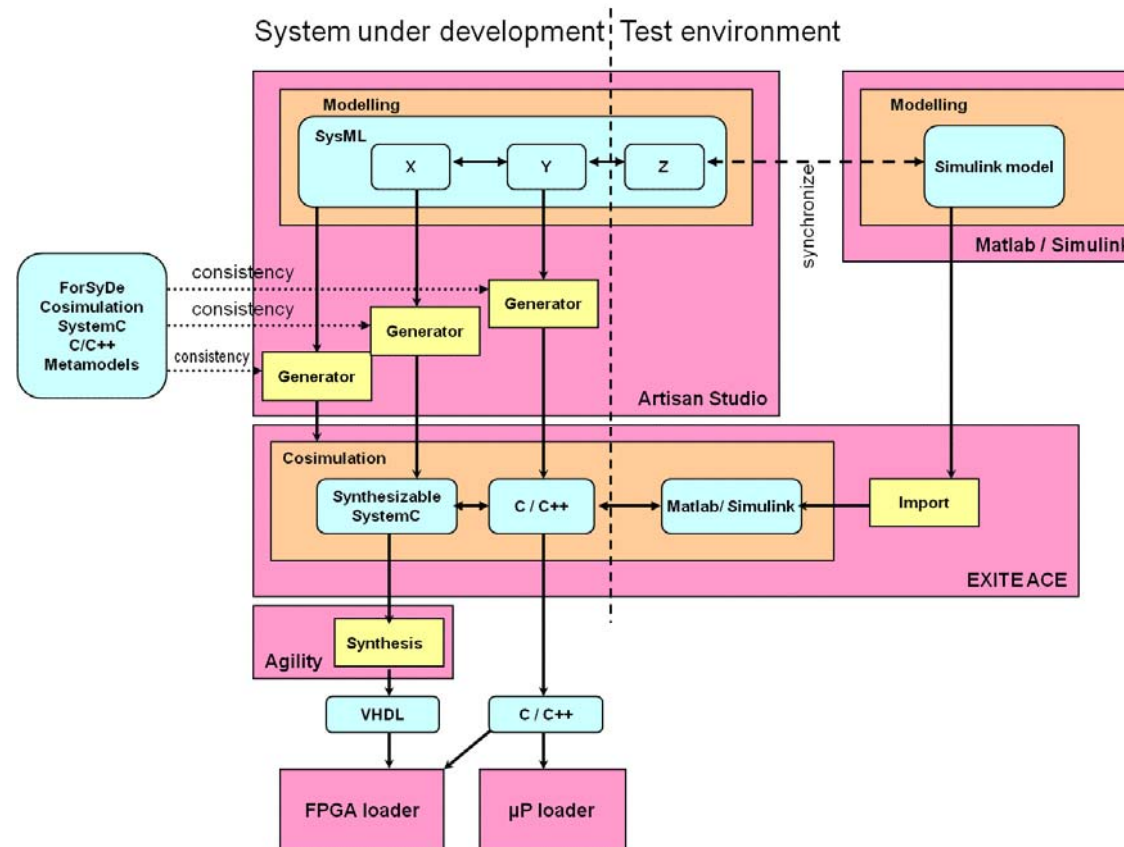 System under development
Test environment
Modelling
SysML
X
Y
Z
Modelling
Simulink model
synchronize
Matlab / Simulink
ForSyDe
Cosimulation
SystemC
C/C++
Metamodels
consistency
consistency
consistency
Generator
Generator
Generator
Artisan Studio
Cosimulation
Synthesizable
SystemC
C / C++
Matlab/ Simulink
Import
EXITE ACE
Synthesis
Agility
VHDL
C / C++
FPGA loader
µP loader